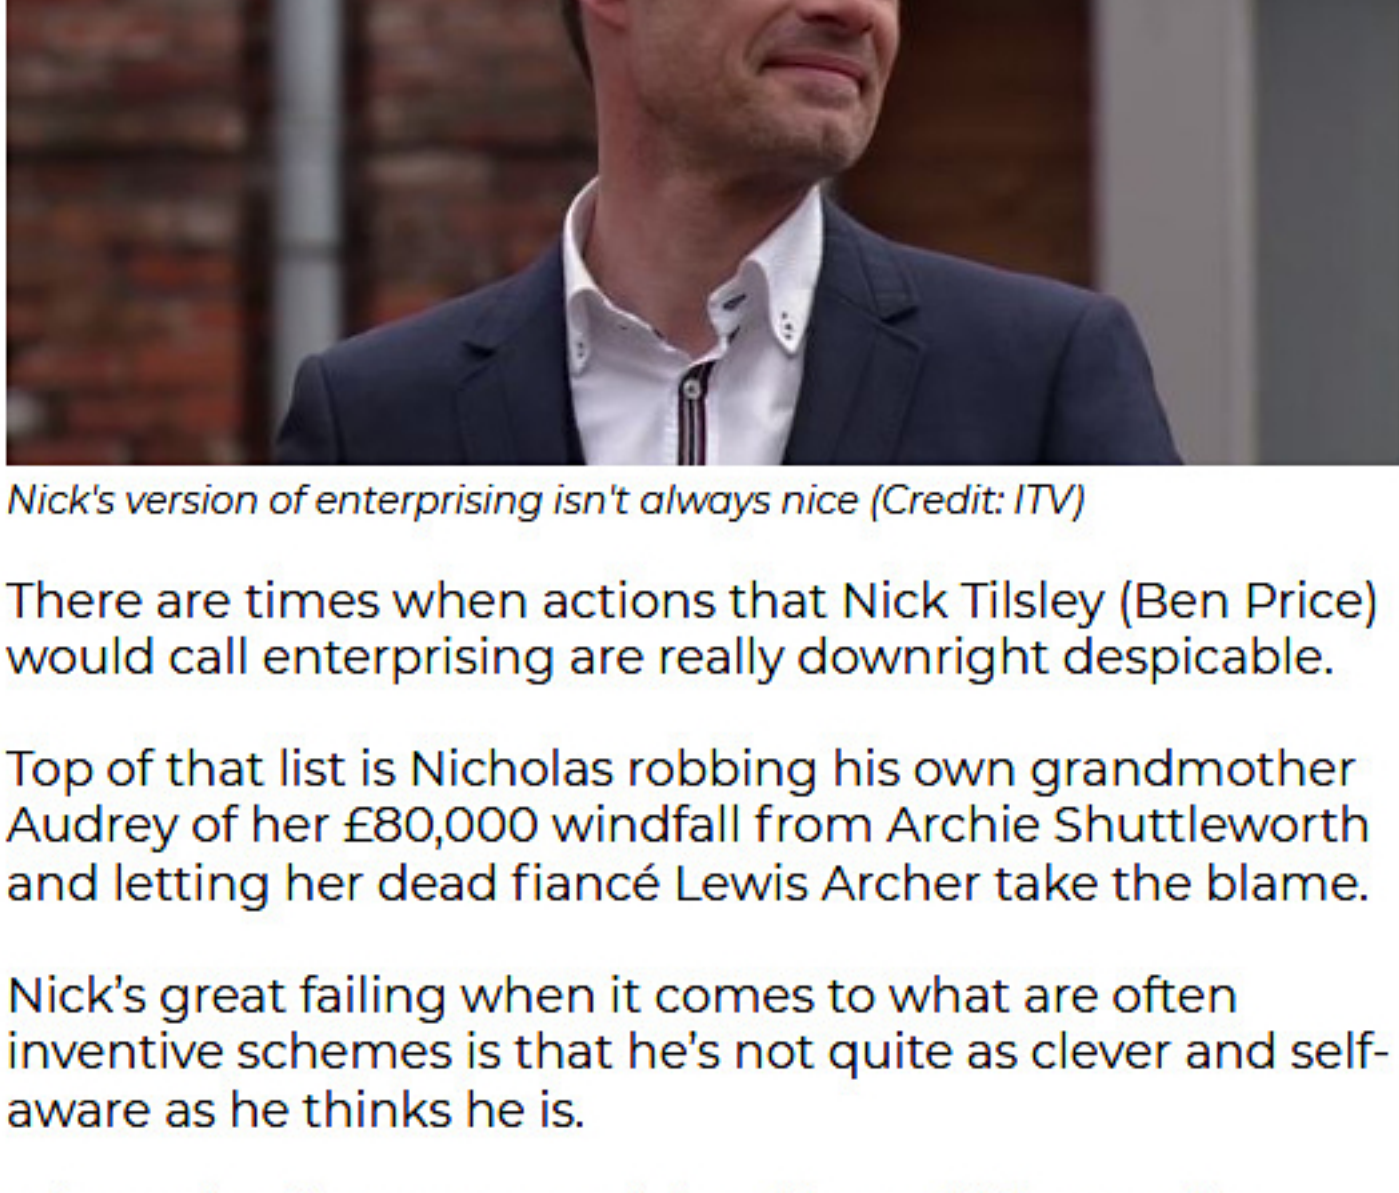 Nick's version of enterprising isn't always nice (Credit: ITV)
There are times when actions that Nick Tilsley (Ben Price)
would call enterprising are really downright despicable.
Top of that list is Nicholas robbing his own grandmother
Audrey of her £80,000 windfall from Archie Shuttleworth
and letting her dead fiancé Lewis Archer take the blame.
Nick’s great failing when it comes to what are often
inventive schemes is that he’s not quite as clever and self-
aware as he thinks he is.